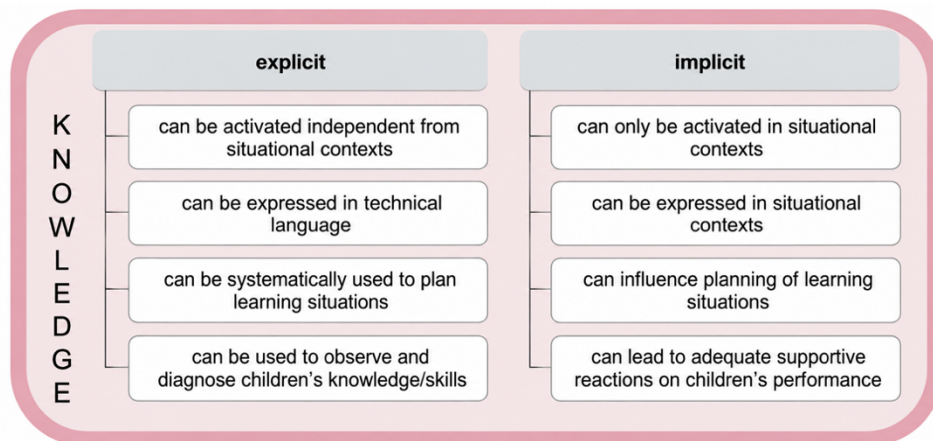 explicit
implicit
KNOWLEDGE
can be activated independent from
situational contexts
can be expressed in technical
language
can be systematically used to plan
learning situations
can be used to observe and
diagnose children's knowledge/skills
can only be activated in situational
contexts
can be expressed in situational
contexts
can influence planning of learning
situations
can lead to adequate supportive
reactions on children's performance